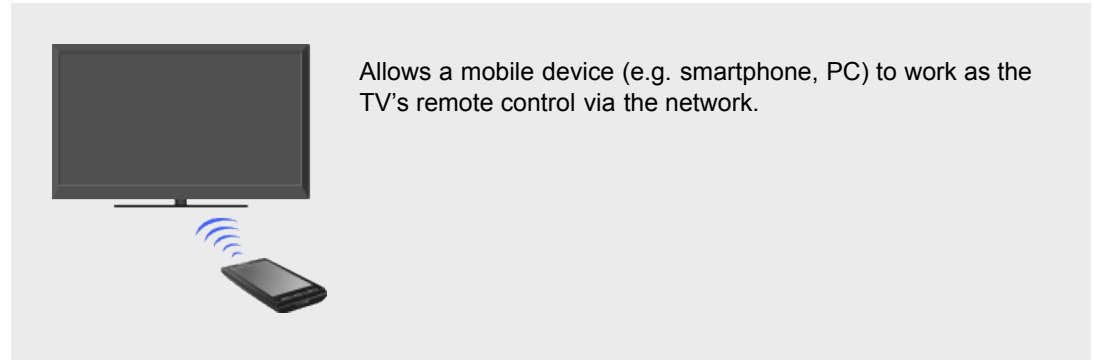 Allows a mobile device (e.g. smartphone, PC) to work as the
TV’s remote control via the network.